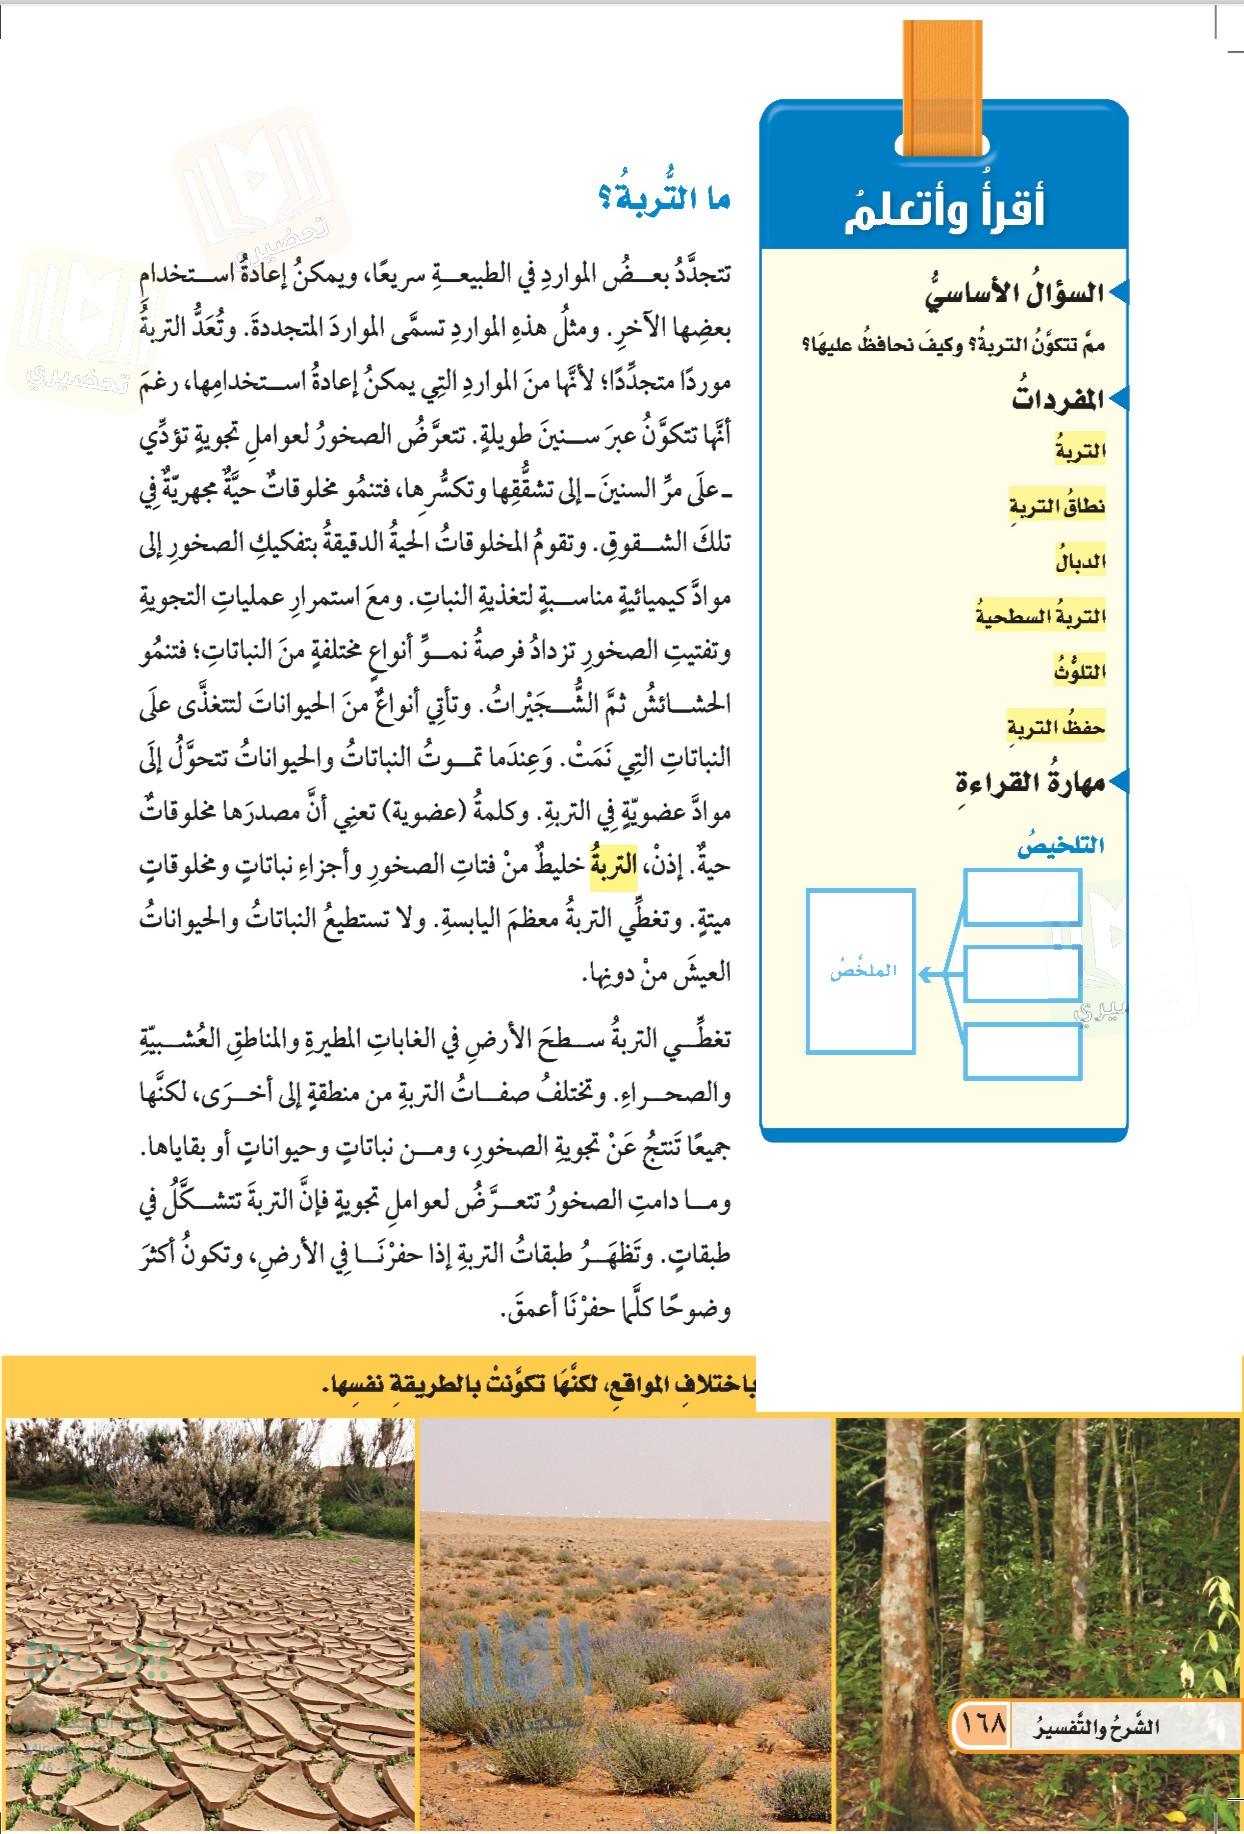 أقرأُ وأتعلمُ
السؤالُ الأساسيُّ
ممَّ تتكوَّنُ التربةُ؟ وكيفَ نحافظُ عليهَا؟
المفرداتُ
التربةُ
نطاقُ التربةِ
الدبالُ
التربةُ السطحيةُ
التلوُّثُ
حفظُ التربةِ
مهارةُ القراءةِ
التلخيصُ
الملخَّصُ
ما التُّربةُ؟
تتجدَّدُ بعضُ المواردِ في الطبيعةِ سريعًا، ويمكنُ إعادةُ استخدامِ
بعضِها الآخرِ. ومثلُ هذهِ المواردِ تسمَّى المواردَ المتجددةَ. وتُعَدُّ التربةُ
موردًا متجدِّدًا؛ لأنَّها منَ المواردِ التِي يمكنُ إعادةُ استخدامِها، رغمَ
أنَّها تتكوَّنُ عبرَ سنينَ طويلةٍ. تتعرَّضُ الصخورُ لعواملِ تجويةٍ تؤدِّي
ـ علَى مرِّ السنينَ ـ إلى تشقُّقِها وتكسُّرِها، فتنمُو مخلوقاتٌ حيَّةٌ مجهريّةٌ فِي
تلكَ الشقوقِ. وتقومُ المخلوقاتُ الحيةُ الدقيقةُ بتفكيكِ الصخورِ إلى
موادَّ كيميائيةٍ مناسبةٍ لتغذيةِ النباتِ. ومعَ استمرارِ عملياتِ التجويةِ
وتفتيتِ الصخورِ تزدادُ فرصةُ نموِّ أنواعٍ مختلفةٍ منَ النباتاتِ؛ فتنمُو
الحشائشُ ثمَّ الشُّجَيْراتُ. وتأتِي أنواعٌ منَ الحيواناتَ لتتغذَّى علَى
النباتاتِ التِي نَمَتْ. وَعِندَما تموتُ النباتاتُ والحيواناتُ تتحوَّلُ إلَى
موادَّ عضويّةٍ فِي التربةِ. وكلمةُ (عضوية) تعنِي أنَّ مصدرَها مخلوقاتٌ
حيةٌ. إذنْ، التربةُ خليطٌ منْ فتاتِ الصخورِ وأجزاءِ نباتاتٍ ومخلوقاتٍ
ميتةٍ. وتغطِّي التربةُ معظمَ اليابسةِ. ولا تستطيعُ النباتاتُ والحيواناتُ
العيشَ منْ دونِها.
تغطِّي التربةُ سطحَ الأرضِ في الغاباتِ المطيرةِ والمناطقِ العُشبيّةِ
والصحراءِ. وتختلفُ صفاتُ التربةِ من منطقةٍ إلى أخرَى، لكنَّها
جميعًا تَنتجُ عَنْ تجويةِ الصخورِ، ومن نباتاتٍ وحيواناتٍ أو بقاياها.
وما دامتِ الصخورُ تتعرَّضُ لعواملِ تجويةٍ فإنَّ التربةَ تتشكَّلُ في
طبقاتٍ. وتَظهَرُ طبقاتُ التربةِ إذا حفرْنَا فِي الأرضِ، وتكونُ أكثرَ
وضوحًا كلَّما حفرْنَا أعمقَ.
باختلافِ المواقعِ، لكنَّهَا تكوَّنتْ بالطريقةِ نفسِها.
الشَّرحُ والتَّفسيرُ ١٦٨
تحضيري
تحضيري